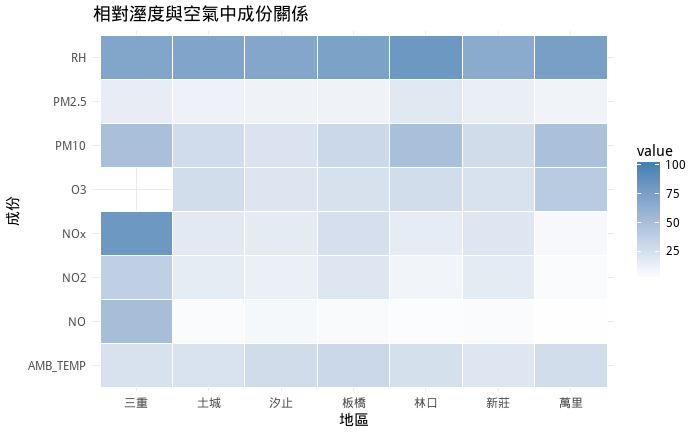 相對溼度與空氣中成份關係
RH
PM2.5
PM10
O3
NOx
NO2
NO
AMB_TEMP
成份
三重 土城 汐止 板橋 林口 新莊 萬里
地區
value
100
75
50
25